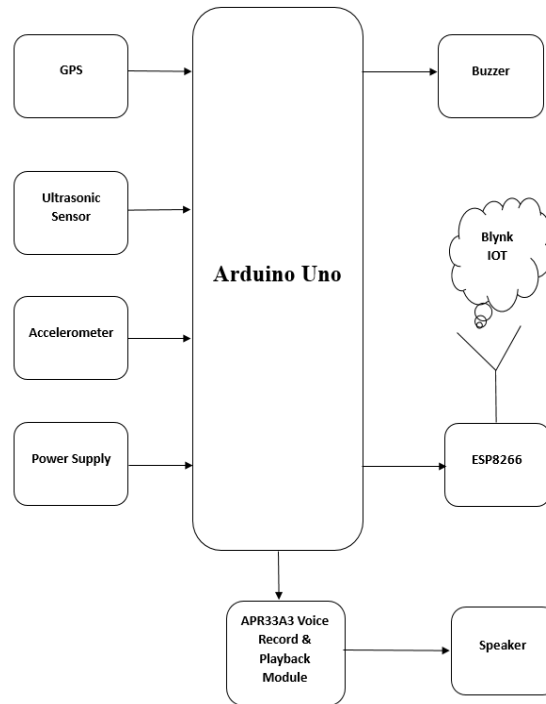 GPS
Buzzer
Ultrasonic
Sensor
Blynk
IOT
Arduino Uno
Accelerometer
Power Supply
ESP8266
APR33A3 Voice
Record &
Playback
Module
Speaker